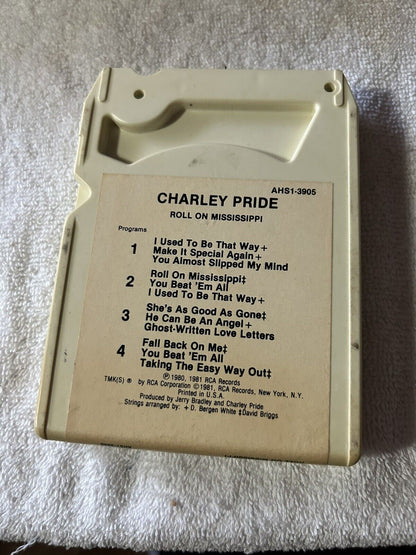 AHS1-3905
CHARLEY PRIDE
ROLL ON MISSISSIPPI
Programs
1 I Used To Be That Way+
Make It Special Again+
You Almost Slipped My Mind
2 Roll On Mississippi‡
You Beat 'Em All
I Used To Be That Way+
3 She's As Good As Gone‡
He Can Be An Angel+
Ghost-Written Love Letters
4 Fall Back On Me‡
You Beat 'Em All
Taking The Easy Way Out‡
Ⓟ 1980, 1981 RCA Records
TMK(S) ® by RCA Corporation ©1981, RCA Records, New York, N.Y.
Printed in U.S.A.
Produced by Jerry Bradley and Charley Pride
Strings arranged by: + D. Bergen White ‡David Briggs